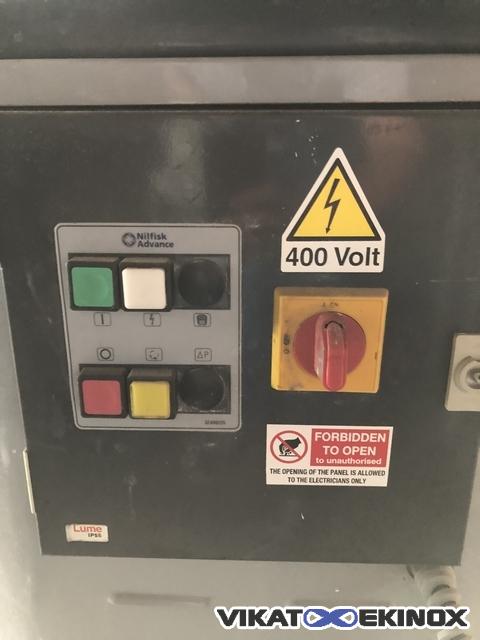 Nilfisk
Advance
400 Volt
I
O
ΔP
FORBIDDEN
TO OPEN
to unauthorised
THE OPENING OF THE PANEL IS ALLOWED
TO THE ELECTRICIANS ONLY
Lume
IP55
VIKAT EKINOX